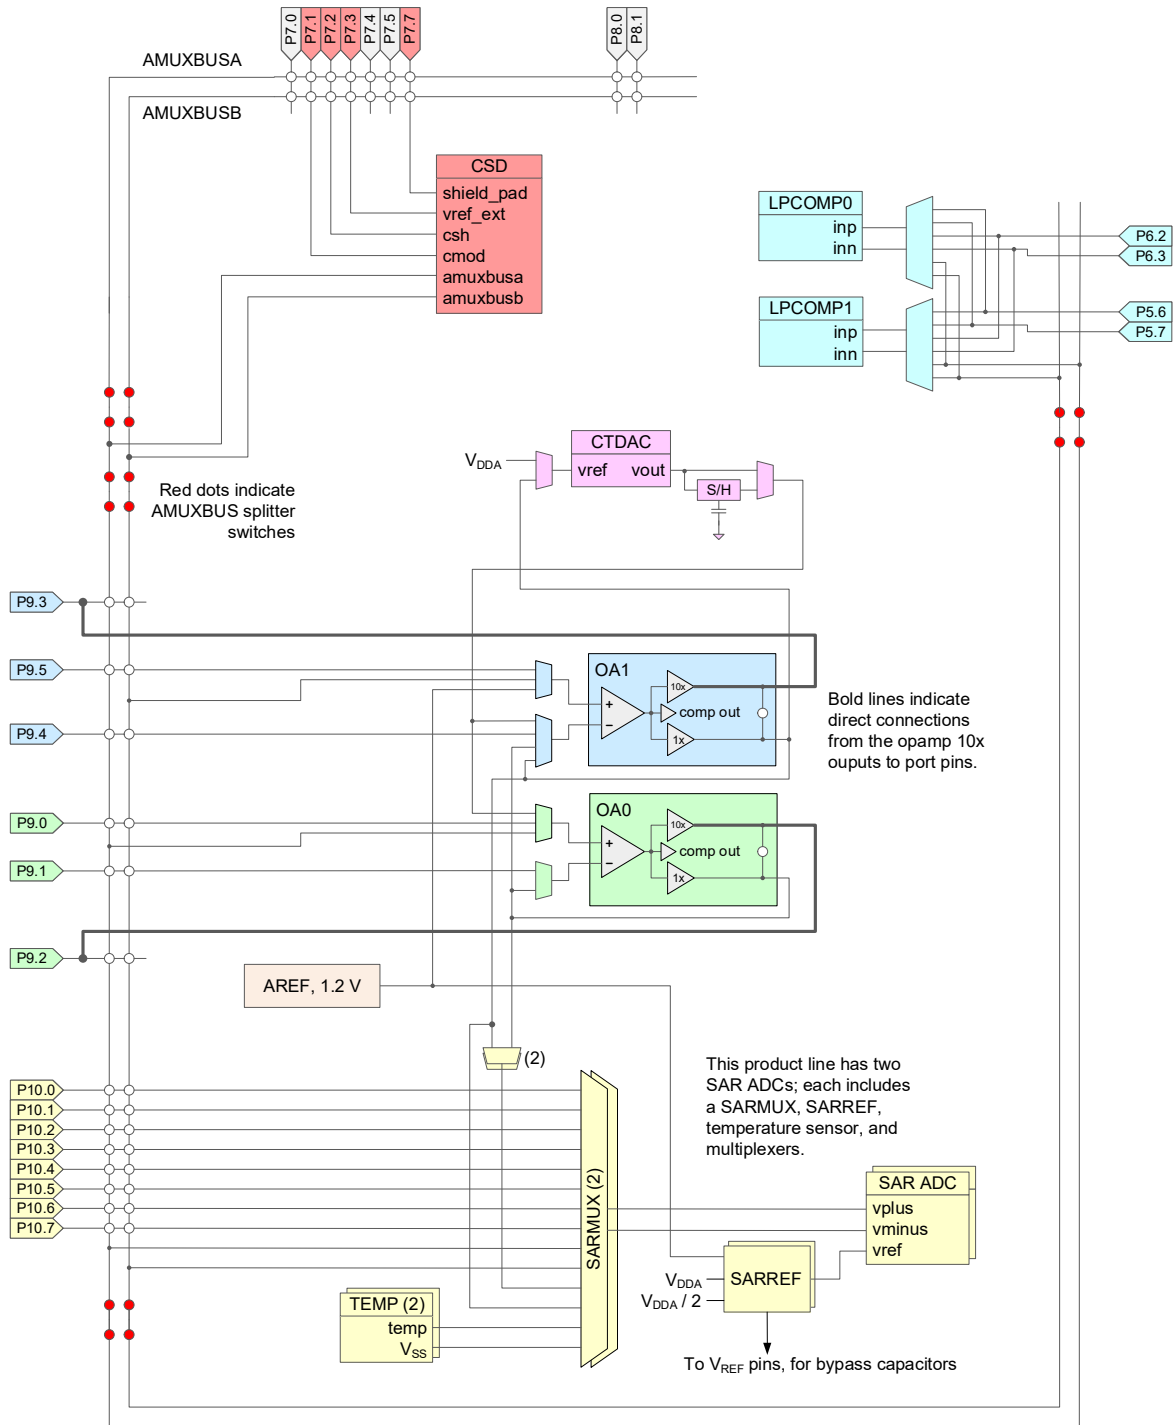 P7.0
P7.1
P7.2
P7.3
P7.4
P7.5
P7.7
P8.0
P8.1
AMUXBUSA
AMUXBUSB
CSD
shield_pad
vref_ext
csh
cmod
amuxbusa
amuxbusb
LPCOMP0
inp
inn
P6.2
P6.3
LPCOMP1
inp
inn
P5.6
P5.7
CTDAC
VDDA
vref vout
S/H
Red dots indicate
AMUXBUS splitter
switches
P9.3
P9.5
P9.4
OA1
+
−
10x
comp out
1x
Bold lines indicate
direct connections
from the opamp 10x
ouputs to port pins.
P9.0
P9.1
P9.2
OA0
+
−
10x
comp out
1x
AREF, 1.2 V
(2)
This product line has two
SAR ADCs; each includes
a SARMUX, SARREF,
temperature sensor, and
multiplexers.
P10.0
P10.1
P10.2
P10.3
P10.4
P10.5
P10.6
P10.7
SARMUX (2)
SAR ADC
vplus
vminus
vref
SARREF
VDDA
VDDA / 2
TEMP (2)
temp
VSS
To VREF pins, for bypass capacitors